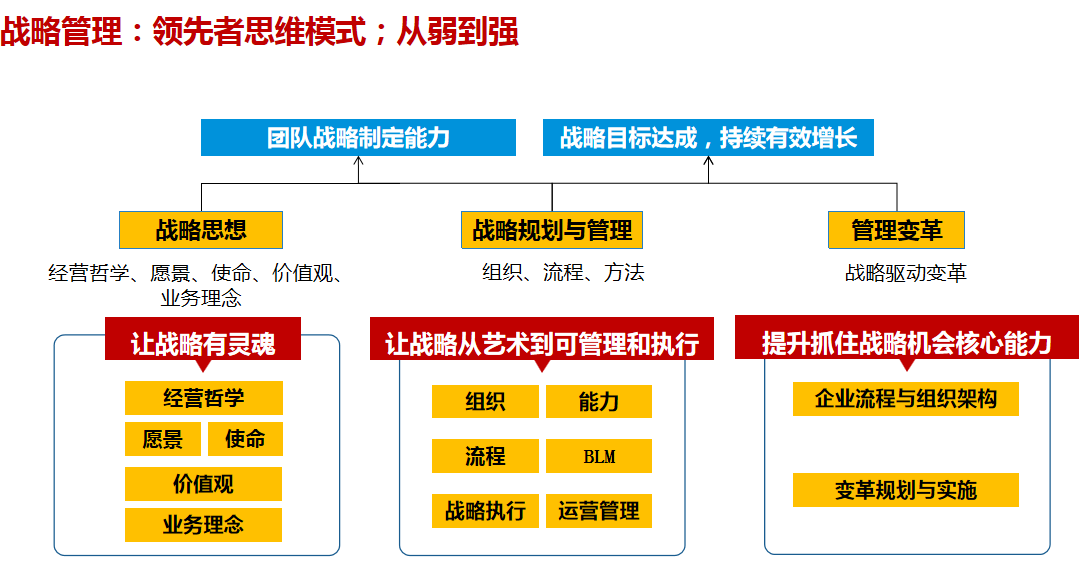 战略管理：领先者思维模式；从弱到强
团队战略制定能力
战略目标达成，持续有效增长
战略思想
战略规划与管理
管理变革
经营哲学、愿景、使命、价值观、
业务理念
组织、流程、方法
战略驱动变革
让战略有灵魂
让战略从艺术到可管理和执行
提升抓住战略机会核心能力
经营哲学
愿景
使命
价值观
业务理念
组织
能力
流程
BLM
战略执行
运营管理
企业流程与组织架构
变革规划与实施